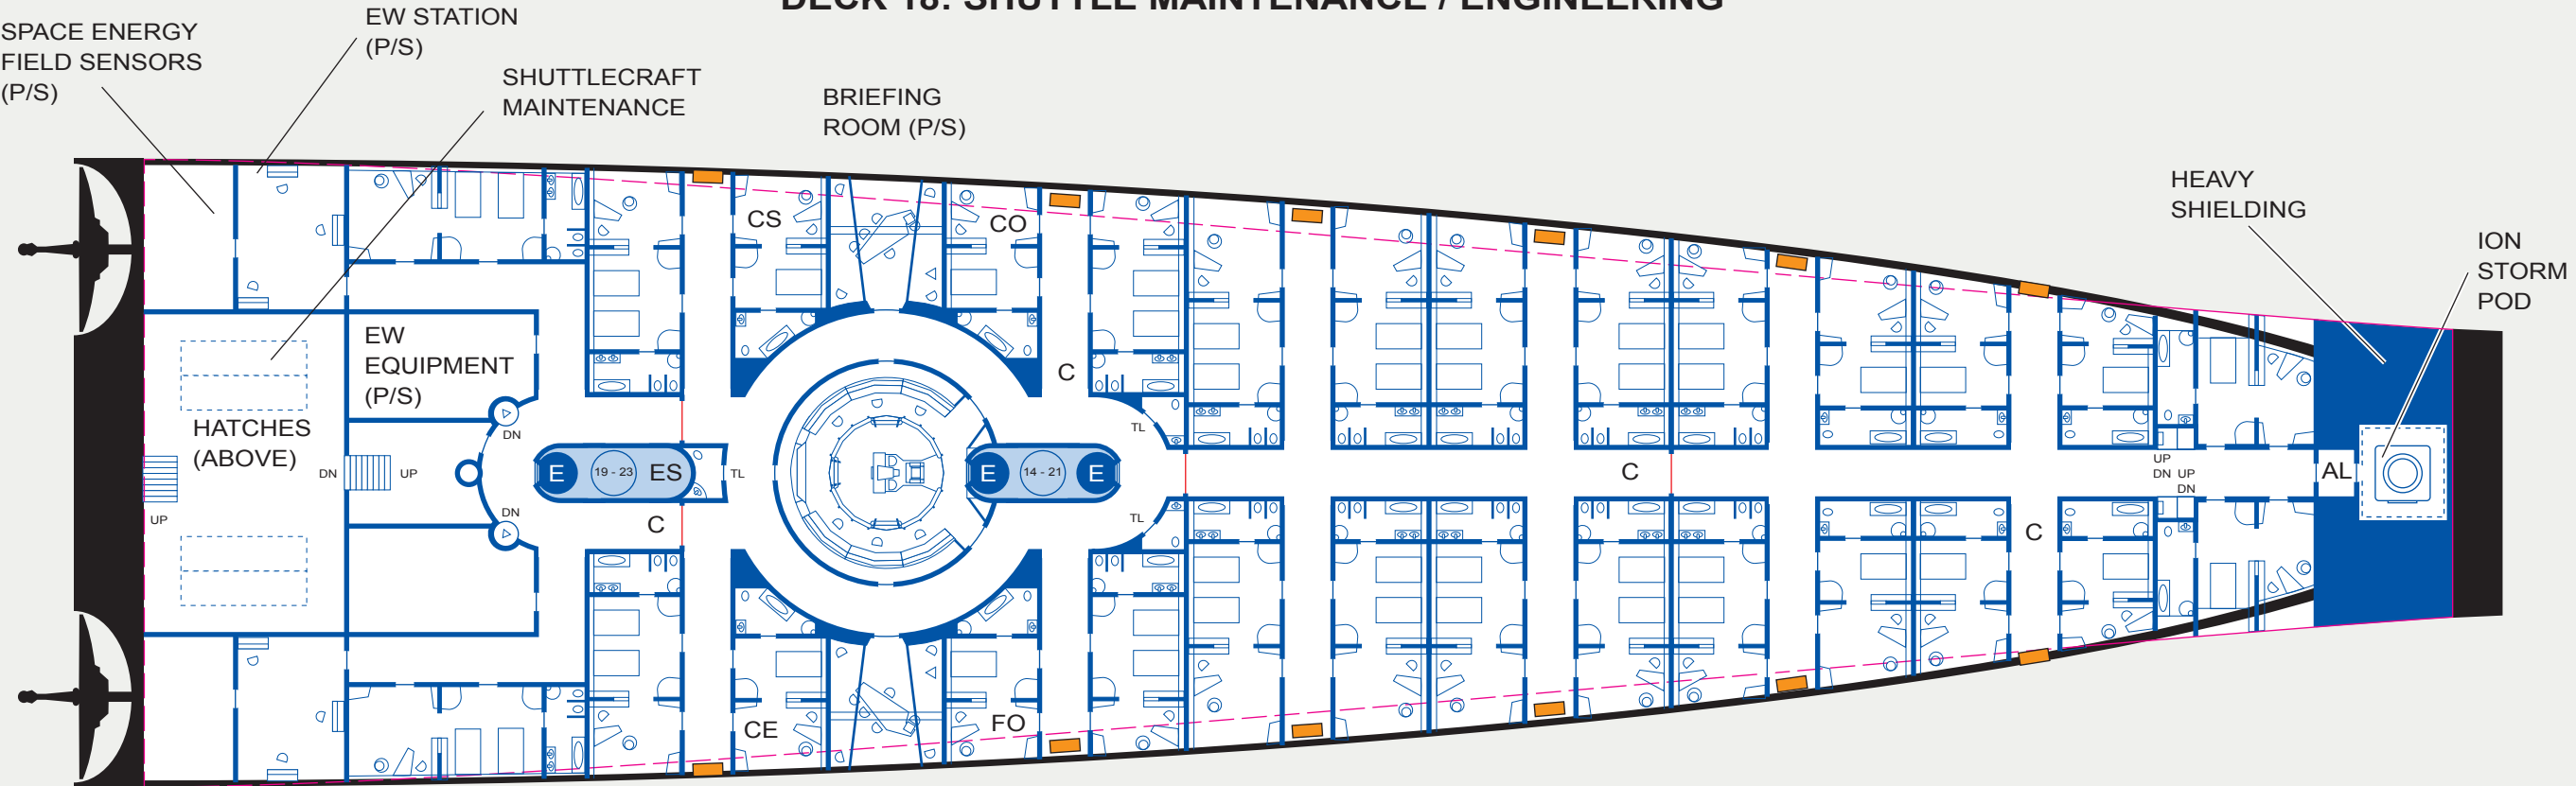 DECK 18: SHUTTLE MAINTENANCE / ENGINEERING
SPACE ENERGY
FIELD SENSORS
(P/S)
EW STATION
(P/S)
SHUTTLECRAFT
MAINTENANCE
BRIEFING
ROOM (P/S)
HEAVY
SHIELDING
ION
STORM
POD
CS
CO
EW
EQUIPMENT
(P/S)
C
HATCHES
(ABOVE)
DN
TL
DN
UP
E
19 - 23
ES
TL
E
14 - 21
E
C
UP
DN
UP
DN
AL
UP
DN
C
TL
C
CE
FO